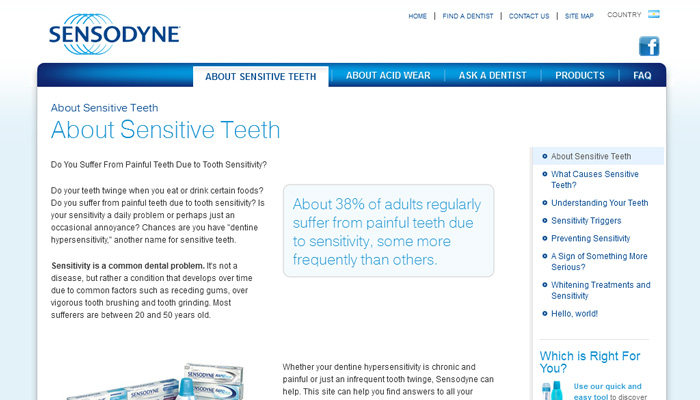 SENSODYNE
HOME | FIND A DENTIST | CONTACT US | SITE MAP
COUNTRY
f
ABOUT SENSITIVE TEETH
ABOUT ACID WEAR
ASK A DENTIST
PRODUCTS
FAQ
About Sensitive Teeth
About Sensitive Teeth
Do You Suffer From Painful Teeth Due to Tooth Sensitivity?
Do your teeth twinge when you eat or drink certain foods?
Do you suffer from painful teeth due to tooth sensitivity? Is
your sensitivity a daily problem or perhaps just an
occasional annoyance? Chances are you have "dentine
hypersensitivity," another name for sensitive teeth.
Sensitivity is a common dental problem. It's not a
disease, but rather a condition that develops over time
due to common factors such as receding gums, over
vigorous tooth brushing and tooth grinding. Most
sufferers are between 20 and 50 years old.
About 38% of adults regularly
suffer from painful teeth due
to sensitivity, some more
frequently than others.
Whether your dentine hypersensitivity is chronic and
painful or just an infrequent tooth twinge, Sensodyne can
help. This site can help you find answers to all your
About Sensitive Teeth
What Causes Sensitive
Teeth?
Understanding Your Teeth
Sensitivity Triggers
Preventing Sensitivity
A Sign of Something More
Serious?
Whitening Treatments and
Sensitivity
Hello, world!
Which is Right For
You?
Use our quick and
easy tool to discover